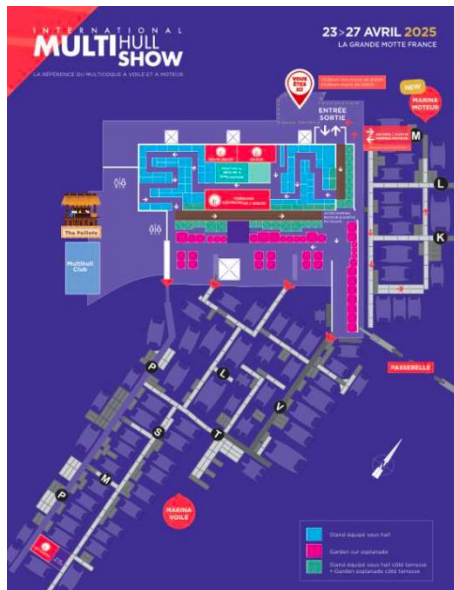 INTERNATIONAL
MULTIHULL
SHOW
LA RÉFÉRENCE DU MULTICOQUE À VOILE ET À MOTEUR
23>27 AVRIL 2025
LA GRANDE MOTTE FRANCE
VOUS
ÊTES
ICI
NEW
MARINA
MOTEUR
ENTRÉE
SORTIE
M
L
K
The Paillote
Multihull
Club
PASSERELLE
P
L
V
S
T
M
P
MARINA
VOILE
Stand équipé sous hall
Garden sur esplanade
Stand équipé sous hall côté terrasse
+ Garden esplanade côté terrasse